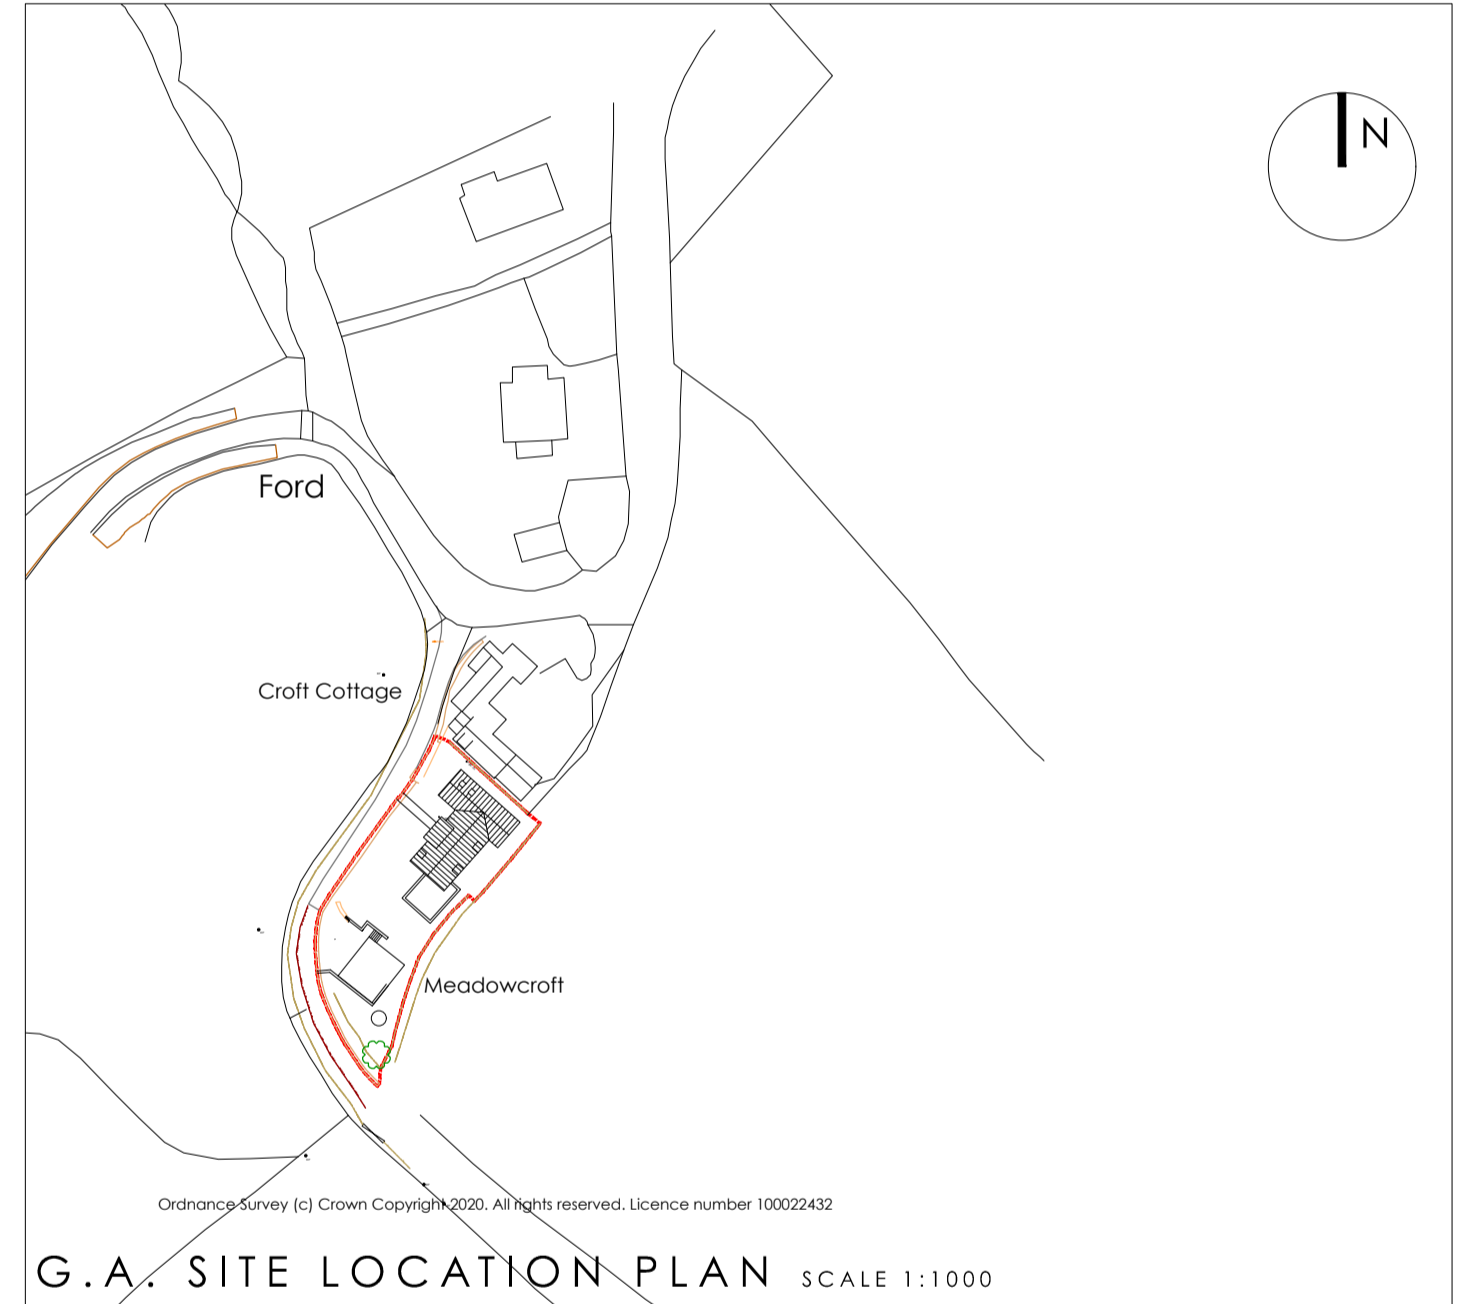 N
Ford
Croft Cottage
Meadowcroft
Ordnance Survey (c) Crown Copyright 2020. All rights reserved. Licence number 100022432
G.A. SITE LOCATION PLAN SCALE 1:1000